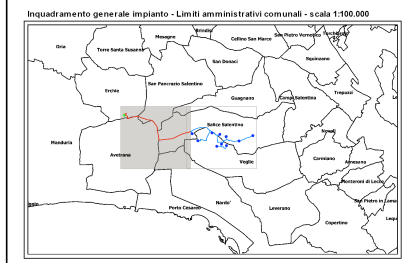 Inquadramento generale impianto - Limiti amministrativi comunali - scala 1:100.000
Brindisi
Mesagne
Cellino San Marco
San Pietro Vernotico
Torchiarolo
Oria
Torre Santa Susanna
San Donaci
Squinzano
Erchie
San Pancrazio Salentino
Guagnano
Campi Salentina
Trepuzzi
Salice Salentino
Novoli
Manduria
Avetrana
Veglie
Carmiano
Arnesano
Monteroni di Lecce
Porto Cesareo
Nardo'
Leverano
San Pietro in Lama
Copertino